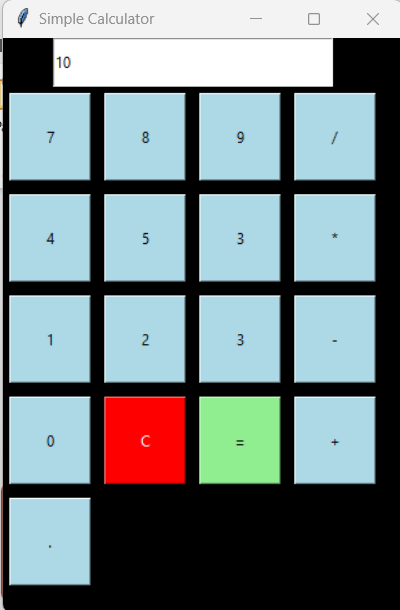 Simple Calculator
10
7 8 9 /
4 5 3 *
1 2 3 -
0 C = +
.